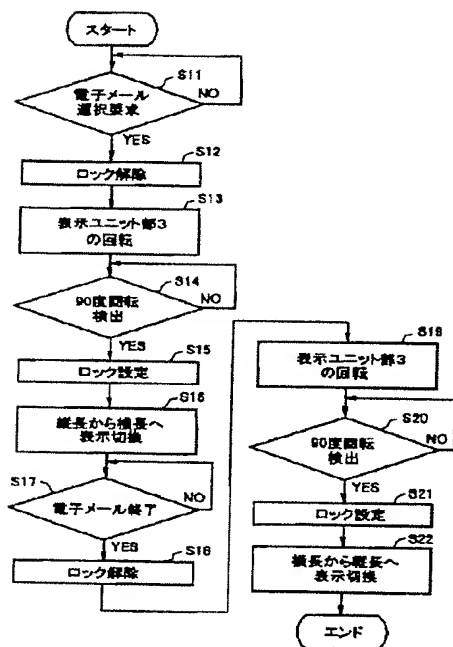 スタート
S11
電子メール
選択要求
NO
YES
S12
ロック解除
S13
表示ユニット部3
の回転
S14
90度回転
検出
NO
YES
S15
ロック設定
S16
縦長から横長へ
表示切換
S17
電子メール終了
NO
YES
S18
ロック解除
S19
表示ユニット部3
の回転
S20
90度回転
検出
NO
YES
S21
ロック設定
S22
横長から縦長へ
表示切換
エンド